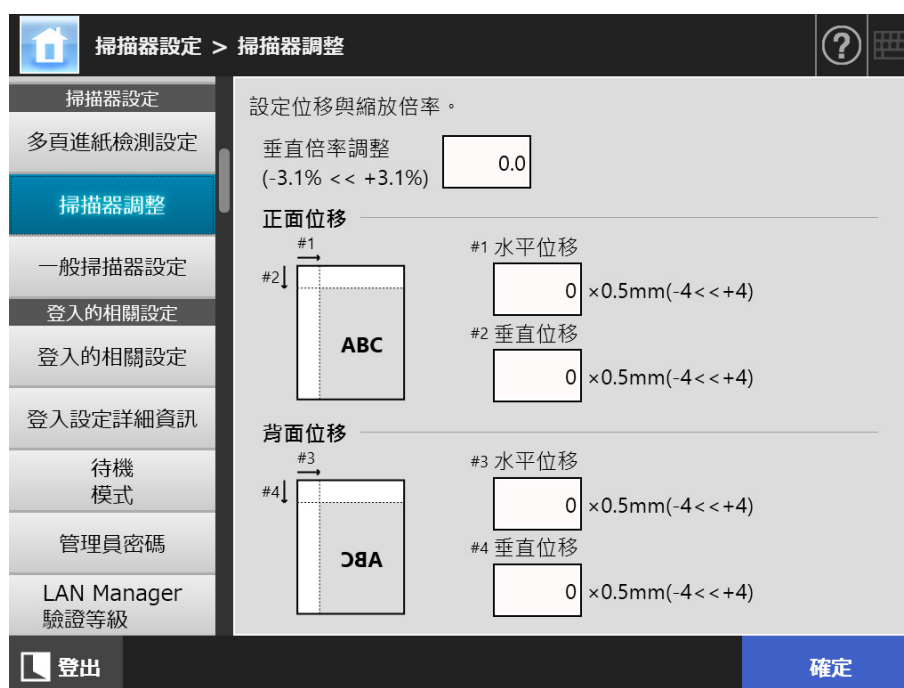 掃描器設定 > 掃描器調整
?
掃描器設定
多頁進紙檢測設定
掃描器調整
一般掃描器設定
登入的相關設定
登入的相關設定
登入設定詳細資訊
待機
模式
管理員密碼
LAN Manager
驗證等級
設定位移與縮放倍率。
垂直倍率調整
(-3.1% << +3.1%)
0.0
正面位移
#1
#2
ABC
#1 水平位移
0 ×0.5mm(-4<<+4)
#2 垂直位移
0 ×0.5mm(-4<<+4)
背面位移
#3
#4
ABC
#3 水平位移
0 ×0.5mm(-4<<+4)
#4 垂直位移
0 ×0.5mm(-4<<+4)
登出
確定